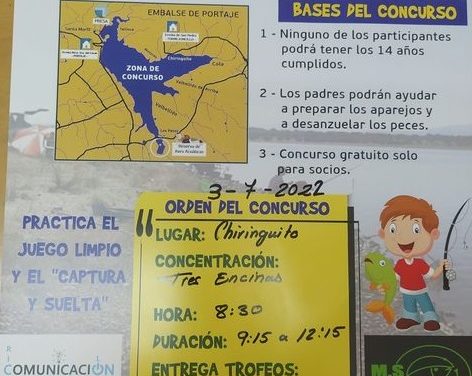 EMBALSE DE PORTAJE
PRESA
ZONA DE
CONCURSO
Chiringuito
Cola
Valbellido
BASES DEL CONCURSO
1 - Ninguno de los participantes
podrá tener los 14 años
cumplidos.
2 - Los padres podrán ayudar
a preparar los aparejos y
a desanzuelar los peces.
3 - Concurso gratuito solo
para socios.
3-7-2022
ORDEN DEL CONCURSO
LUGAR: Chiringuito
CONCENTRACIÓN:
Tres Encinas
HORA: 8:30
DURACIÓN: 9:15 a 12:15
ENTREGA TROFEOS:
PRACTICA EL
JUEGO LIMPIO
Y EL "CAPTURA
Y SUELTA"
COMUNICACIÓN
M.S